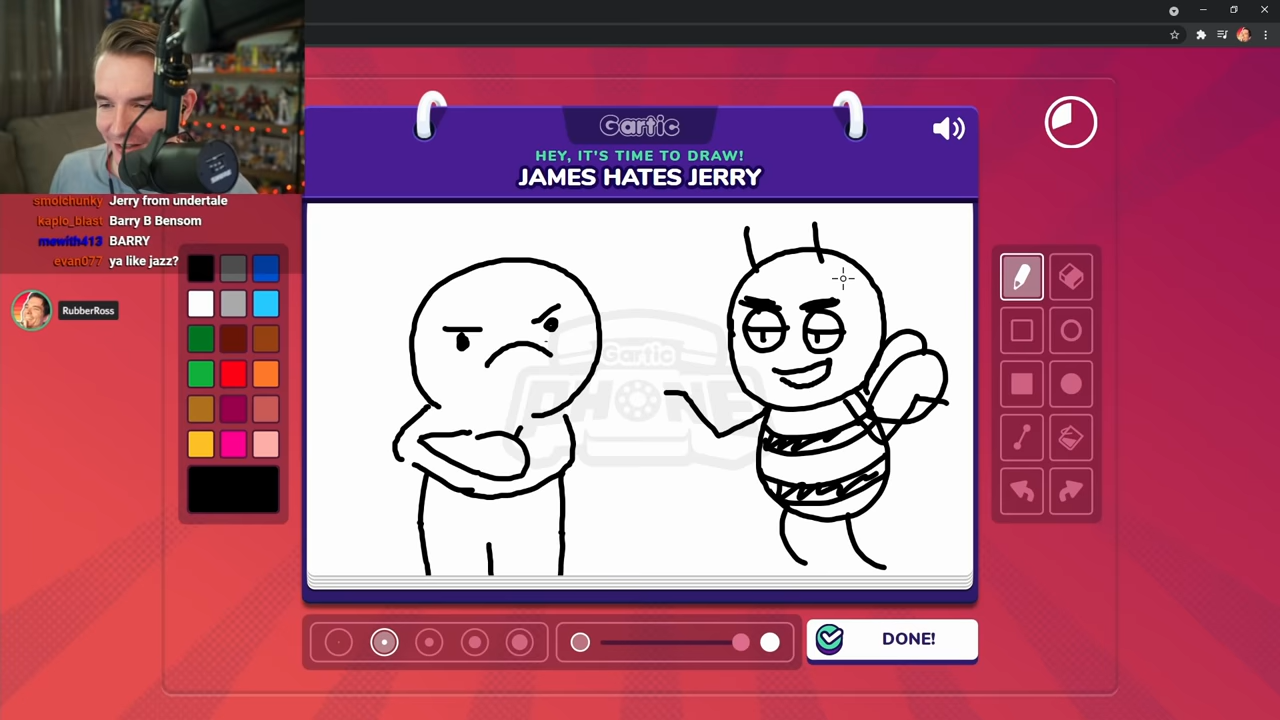 Gartic
HEY, IT'S TIME TO DRAW!
JAMES HATES JERRY
smolchunky Jerry from undertale
kaplo_blast Barry B Bensom
mewith413 BARRY
evan077 ya like jazz?
RubberRoss
Gartic
PHONE
DONE!